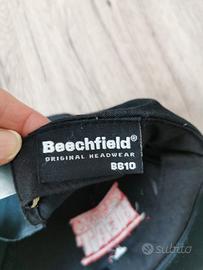 Beechfield®
ORIGINAL HEADWEAR
B610
subito